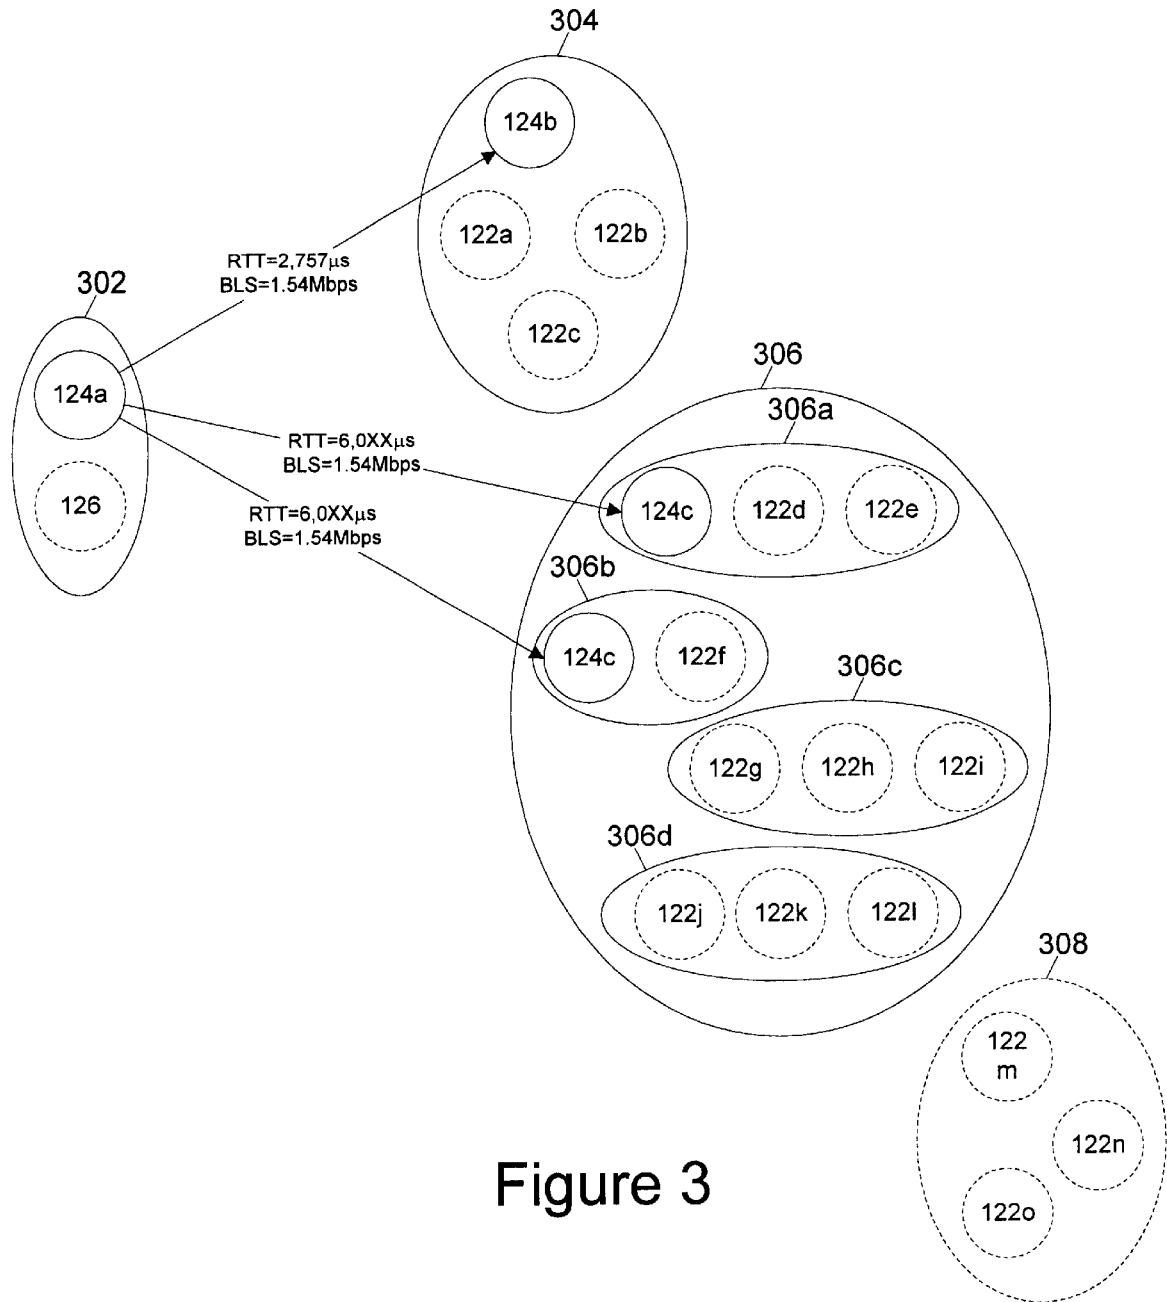 304
124b
122a
122b
RTT=2,757μs
BLS=1.54Mbps
302
122c
306
124a
306a
RTT=6,0XXμs
BLS=1.54Mbps
126
124c
122d
122e
RTT=6,0XXμs
BLS=1.54Mbps
306b
124c
122f
306c
122g
122h
122i
306d
122j
122k
122l
308
122
m
122n
122o
Figure 3